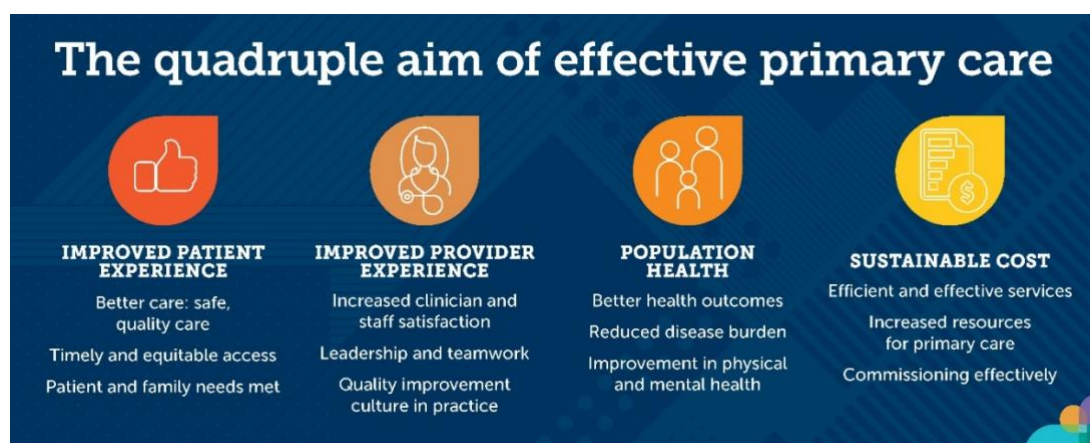 The quadruple aim of effective primary care
IMPROVED PATIENT
EXPERIENCE
Better care: safe,
quality care
Timely and equitable access
Patient and family needs met
IMPROVED PROVIDER
EXPERIENCE
Increased clinician and
staff satisfaction
Leadership and teamwork
Quality improvement
culture in practice
POPULATION
HEALTH
Better health outcomes
Reduced disease burden
Improvement in physical
and mental health
$
SUSTAINABLE COST
Efficient and effective services
Increased resources
for primary care
Commissioning effectively